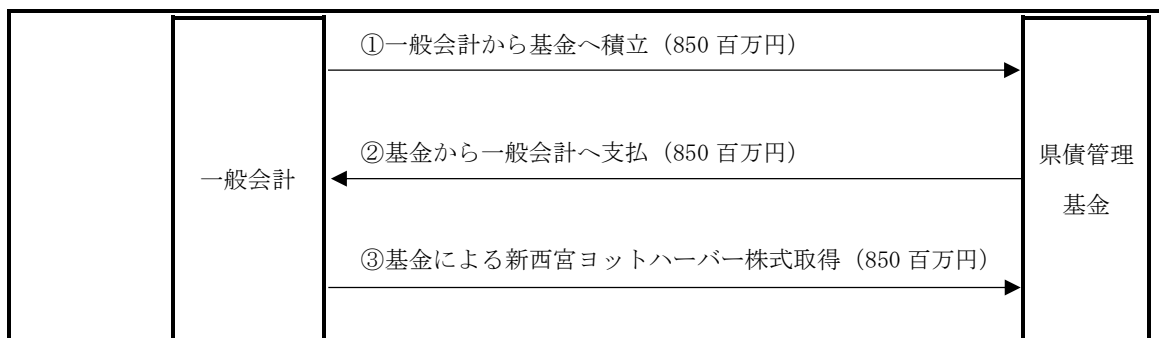 ①一般会計から基金へ積立（850 百万円）
②基金から一般会計へ支払（850 百万円）
一般会計
県債管理
基金
③基金による新西宮ヨットハーバー株式取得（850 百万円）